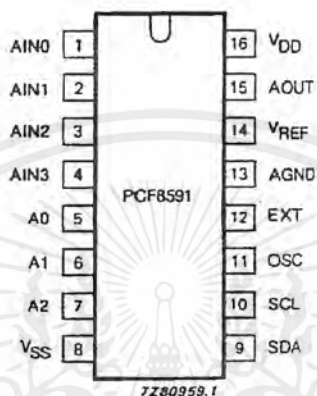 AIN0 1 16 VDD
AIN1 2 15 AOUT
AIN2 3 14 VREF
AIN3 4 13 AGND
PCF8591
A0 5 12 EXT
A1 6 11 OSC
A2 7 10 SCL
VSS 8 9 SDA
7Z80959.1